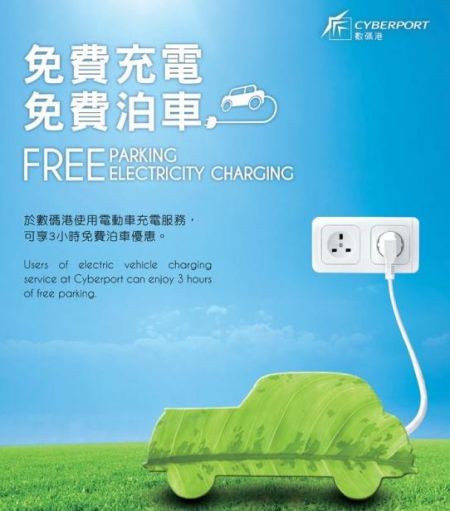 CYBERPORT
數碼港
免費充電
免費泊車
FREE PARKING
ELECTRICITY CHARGING
於數碼港使用電動車充電服務，
可享3小時免費泊車優惠。
Users of electric vehicle charging
service at Cyberport can enjoy 3 hours
of free parking.